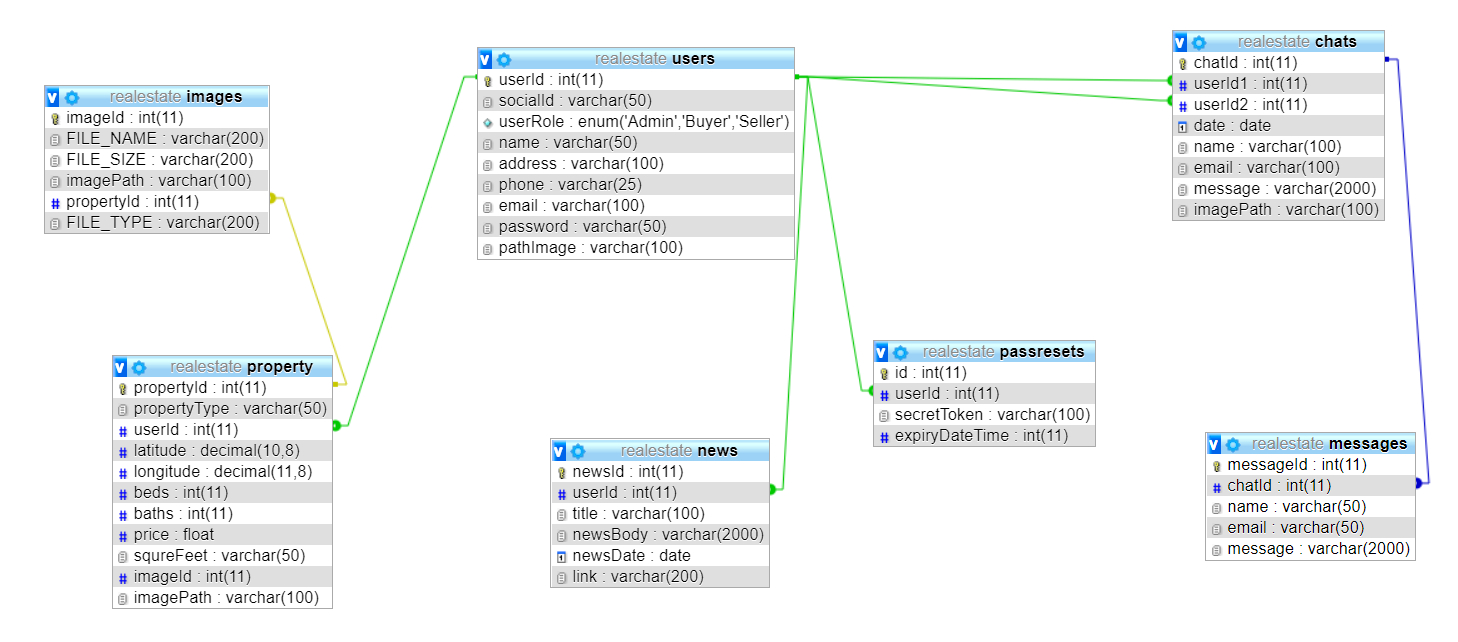 realestate images
imageId : int(11)
FILE_NAME : varchar(200)
FILE_SIZE : varchar(200)
imagePath : varchar(100)
propertyId : int(11)
FILE_TYPE : varchar(200)
realestate users
userId : int(11)
socialId : varchar(50)
userRole : enum('Admin','Buyer','Seller')
name : varchar(50)
address : varchar(100)
phone : varchar(25)
email : varchar(100)
password : varchar(50)
pathImage : varchar(100)
realestate chats
chatId : int(11)
userId1 : int(11)
userId2 : int(11)
date : date
name : varchar(100)
email : varchar(100)
message : varchar(2000)
imagePath : varchar(100)
realestate property
propertyId : int(11)
propertyType : varchar(50)
userId : int(11)
latitude : decimal(10,8)
longitude : decimal(11,8)
beds : int(11)
baths : int(11)
price : float
squreFeet : varchar(50)
imageId : int(11)
imagePath : varchar(100)
realestate news
newsId : int(11)
userId : int(11)
title : varchar(100)
newsBody : varchar(2000)
newsDate : date
link : varchar(200)
realestate passresets
id : int(11)
userId : int(11)
secretToken : varchar(100)
expiryDateTime : int(11)
realestate messages
messageId : int(11)
chatId : int(11)
name : varchar(50)
email : varchar(50)
message : varchar(2000)